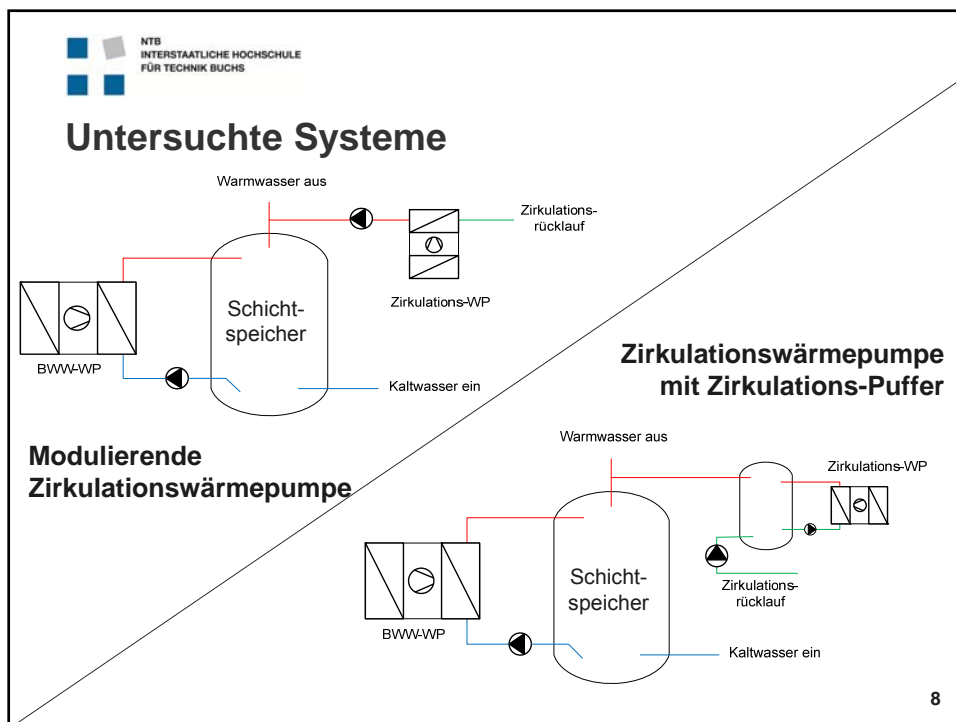 NTB
INTERSTAATLICHE HOCHSCHULE
FÜR TECHNIK BUCHS
Untersuchte Systeme
Warmwasser aus
Zirkulations-
rücklauf
Schicht-
speicher
Zirkulations-WP
BWW-WP
Kaltwasser ein
Modulierende
Zirkulationswärmepumpe
Zirkulationswärmepumpe
mit Zirkulations-Puffer
Warmwasser aus
Zirkulations-WP
Schicht-
speicher
Zirkulations-
rücklauf
BWW-WP
Kaltwasser ein
8